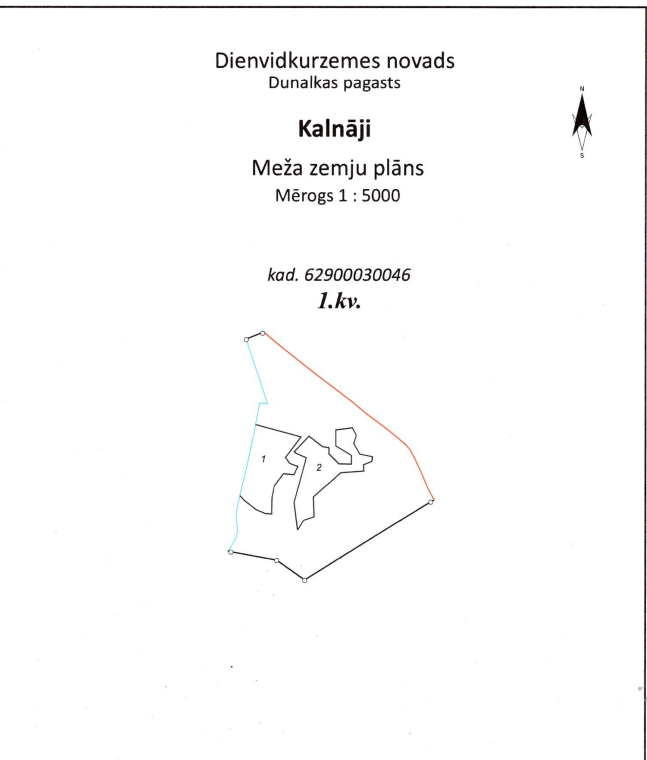 Dienvidkurzemes novads
Dunalkas pagasts
Kalnāji
Meža zemju plāns
Mērogs 1 : 5000
N
S
kad. 62900030046
1.kv.
1
2